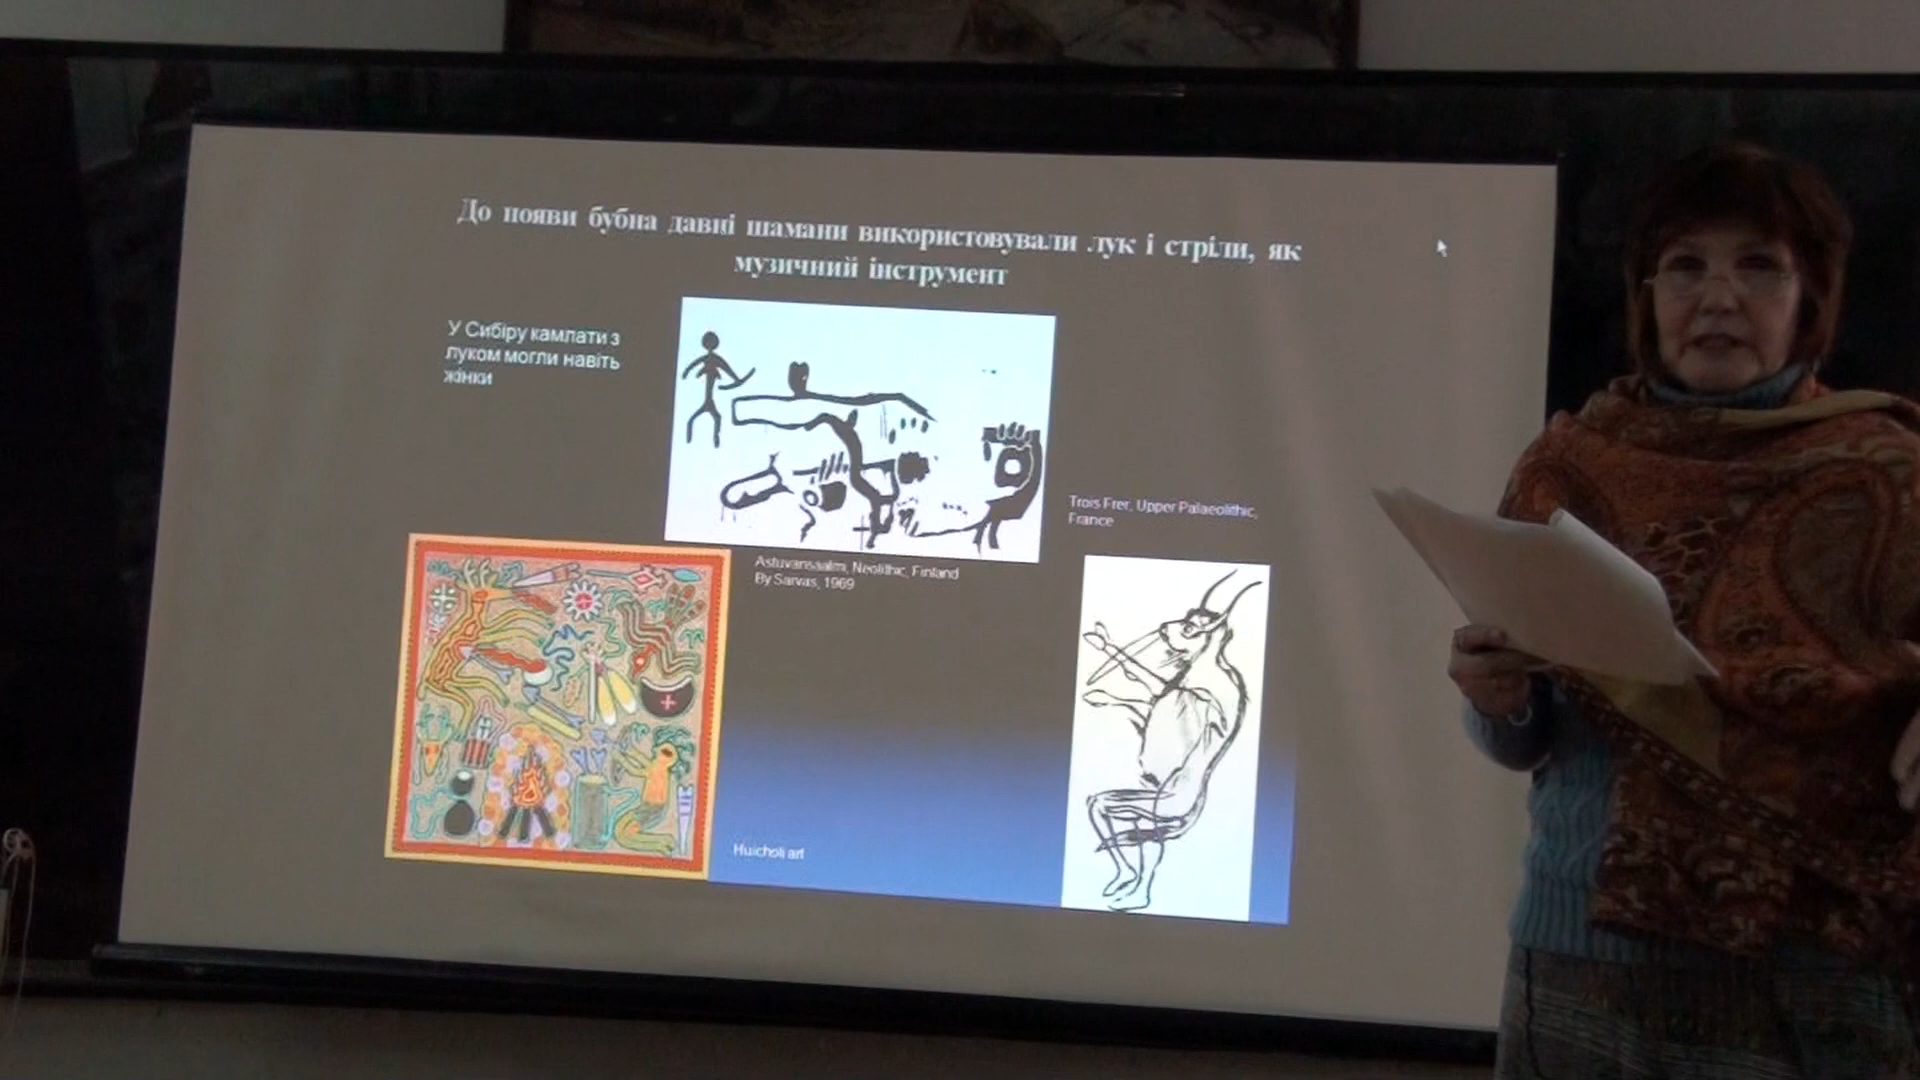 До появи бубна давні шамани використовували лук і стріли, як
музичний інструмент
У Сибіру камлати з
луком могли навіть
жінки
Trois Frer, Upper Palaeolithic,
France
Astuvansaalmi, Neolithic, Finland
By Sarvas, 1969
Huicholi art